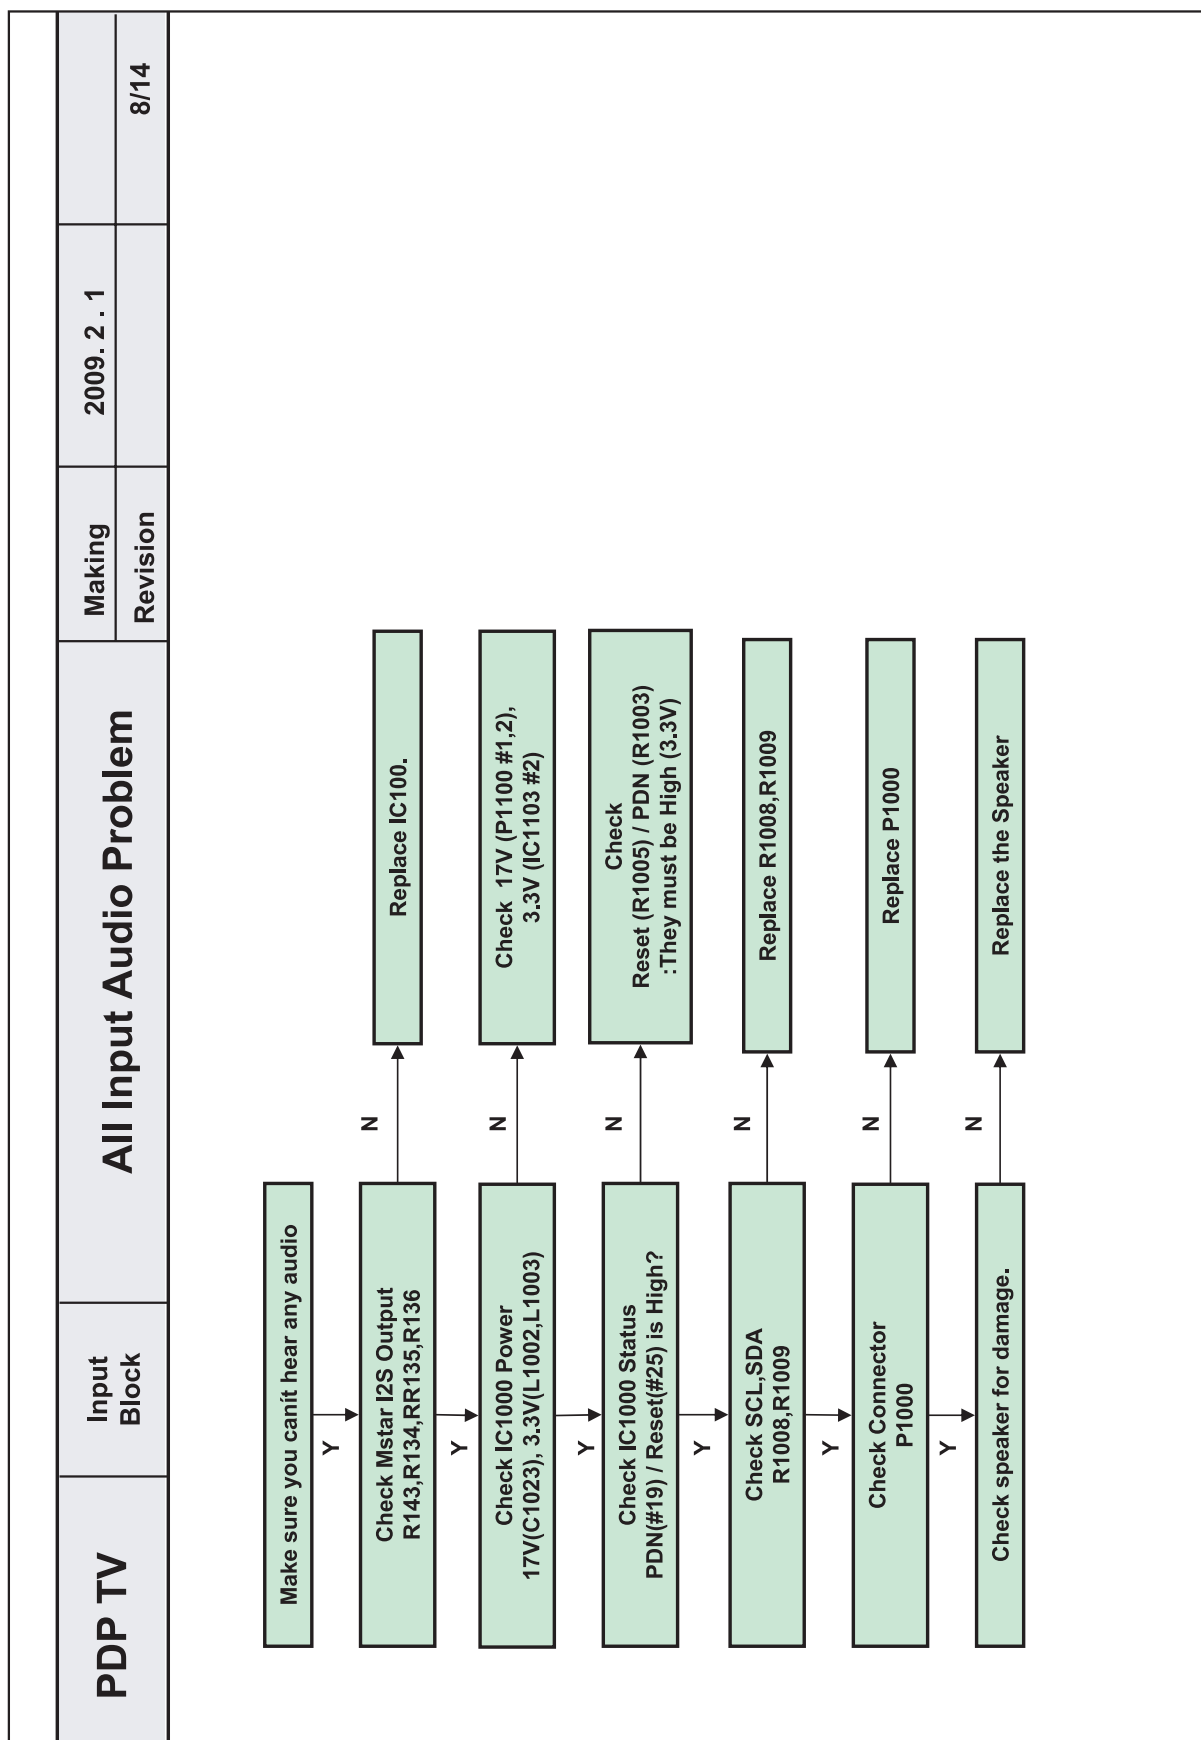 PDP TV
Input
Block
All Input Audio Problem
Making
2009. 2 . 1
Revision
8/14
Make sure you canít hear any audio
Y
Check Mstar I2S Output
R143,R134,RR135,R136
N
Replace IC100.
Y
Check IC1000 Power
17V(C1023), 3.3V(L1002,L1003)
N
Check 17V (P1100 #1,2),
3.3V (IC1103 #2)
Y
Check IC1000 Status
PDN(#19) / Reset(#25) is High?
N
Check
Reset (R1005) / PDN (R1003)
:They must be High (3.3V)
Y
Check SCL,SDA
R1008,R1009
N
Replace R1008,R1009
Y
Check Connector
P1000
N
Replace P1000
Y
Check speaker for damage.
N
Replace the Speaker